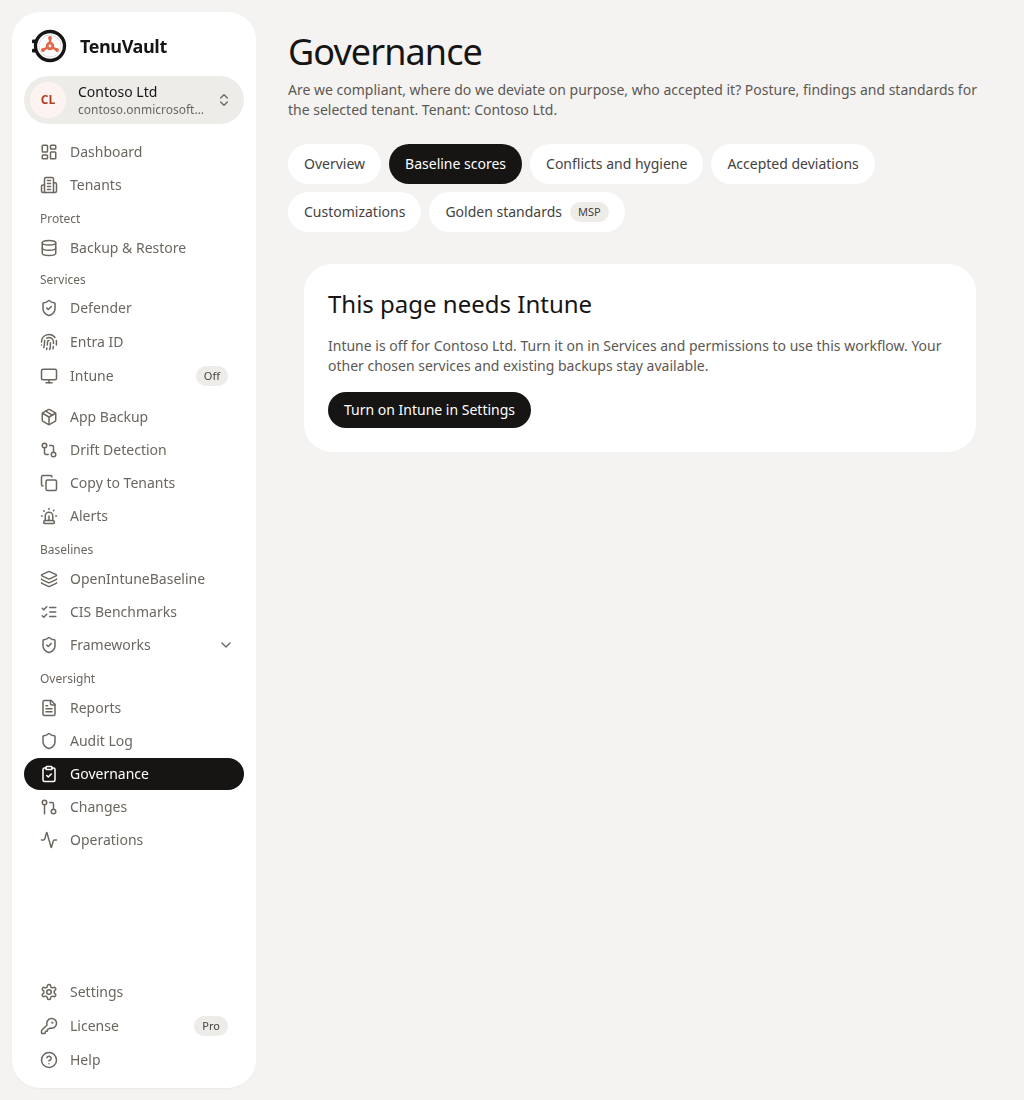 TenuVault
CL
Contoso Ltd
contoso.onmicrosoft...
Dashboard
Tenants
Protect
Backup & Restore
Services
Defender
Entra ID
Intune
Off
App Backup
Drift Detection
Copy to Tenants
Alerts
Baselines
OpenIntuneBaseline
CIS Benchmarks
Frameworks
Oversight
Reports
Audit Log
Governance
Changes
Operations
Settings
License
Pro
Help
Governance
Are we compliant, where do we deviate on purpose, who accepted it? Posture, findings and standards for
the selected tenant. Tenant: Contoso Ltd.
Overview
Baseline scores
Conflicts and hygiene
Accepted deviations
Customizations
Golden standards
MSP
This page needs Intune
Intune is off for Contoso Ltd. Turn it on in Services and permissions to use this workflow. Your
other chosen services and existing backups stay available.
Turn on Intune in Settings